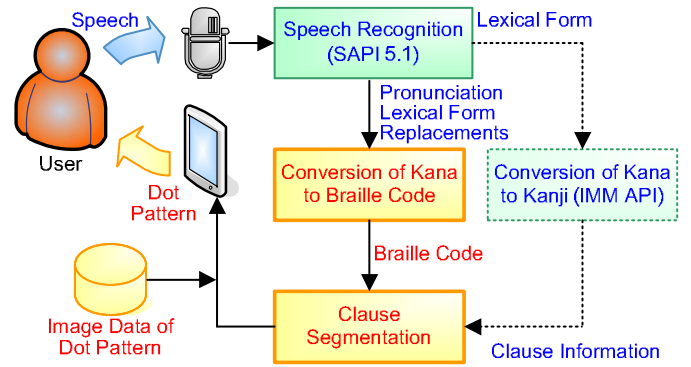 Speech
Speech Recognition
(SAPI 5.1)
Lexical Form
Pronunciation
Lexical Form
Replacements
User
Dot
Pattern
Conversion of Kana
to Braille Code
Conversion of Kana
to Kanji (IMM API)
Braille Code
Image Data of
Dot Pattern
Clause
Segmentation
Clause Information